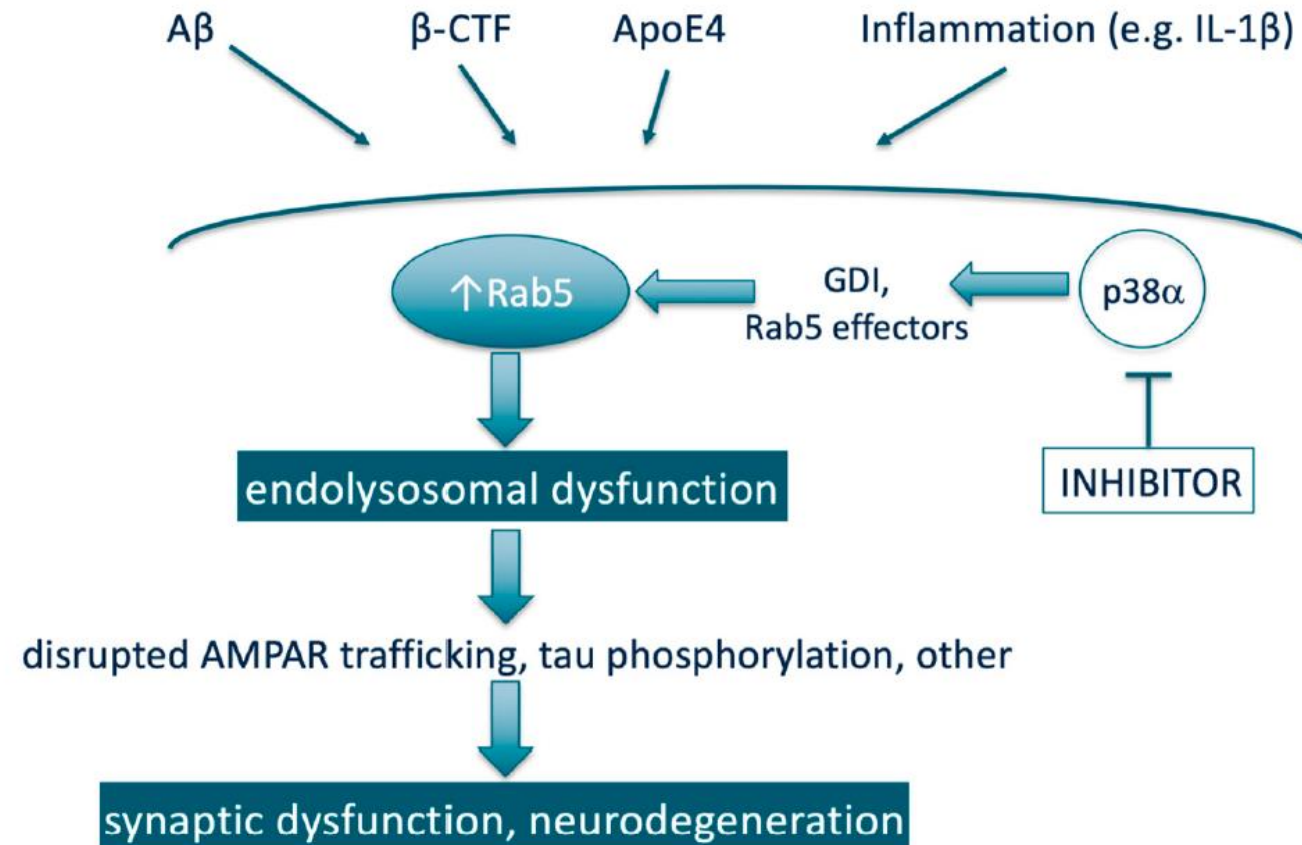 Aβ
β-CTF
ApoE4
Inflammation (e.g. IL-1β)
↑Rab5
GDI,
Rab5 effectors
p38α
endolysosomal dysfunction
INHIBITOR
disrupted AMPAR trafficking, tau phosphorylation, other
synaptic dysfunction, neurodegeneration